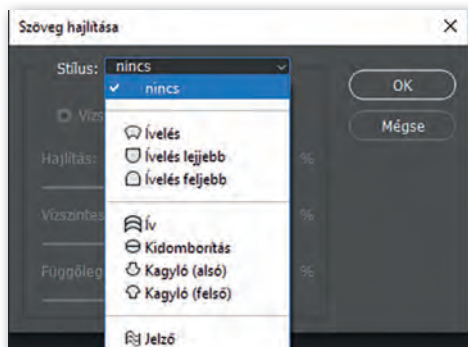 Szöveg hajlítása
Stílus: nincs
nincs
OK
Vízs
Mégse
Ívelés
Hajlítás: %
Ívelés lejjebb
Ívelés feljebb
Vízszintes %
Ív
Kidomborítás
Kagyló (alsó)
Függőleg %
Kagyló (felső)
Jelző